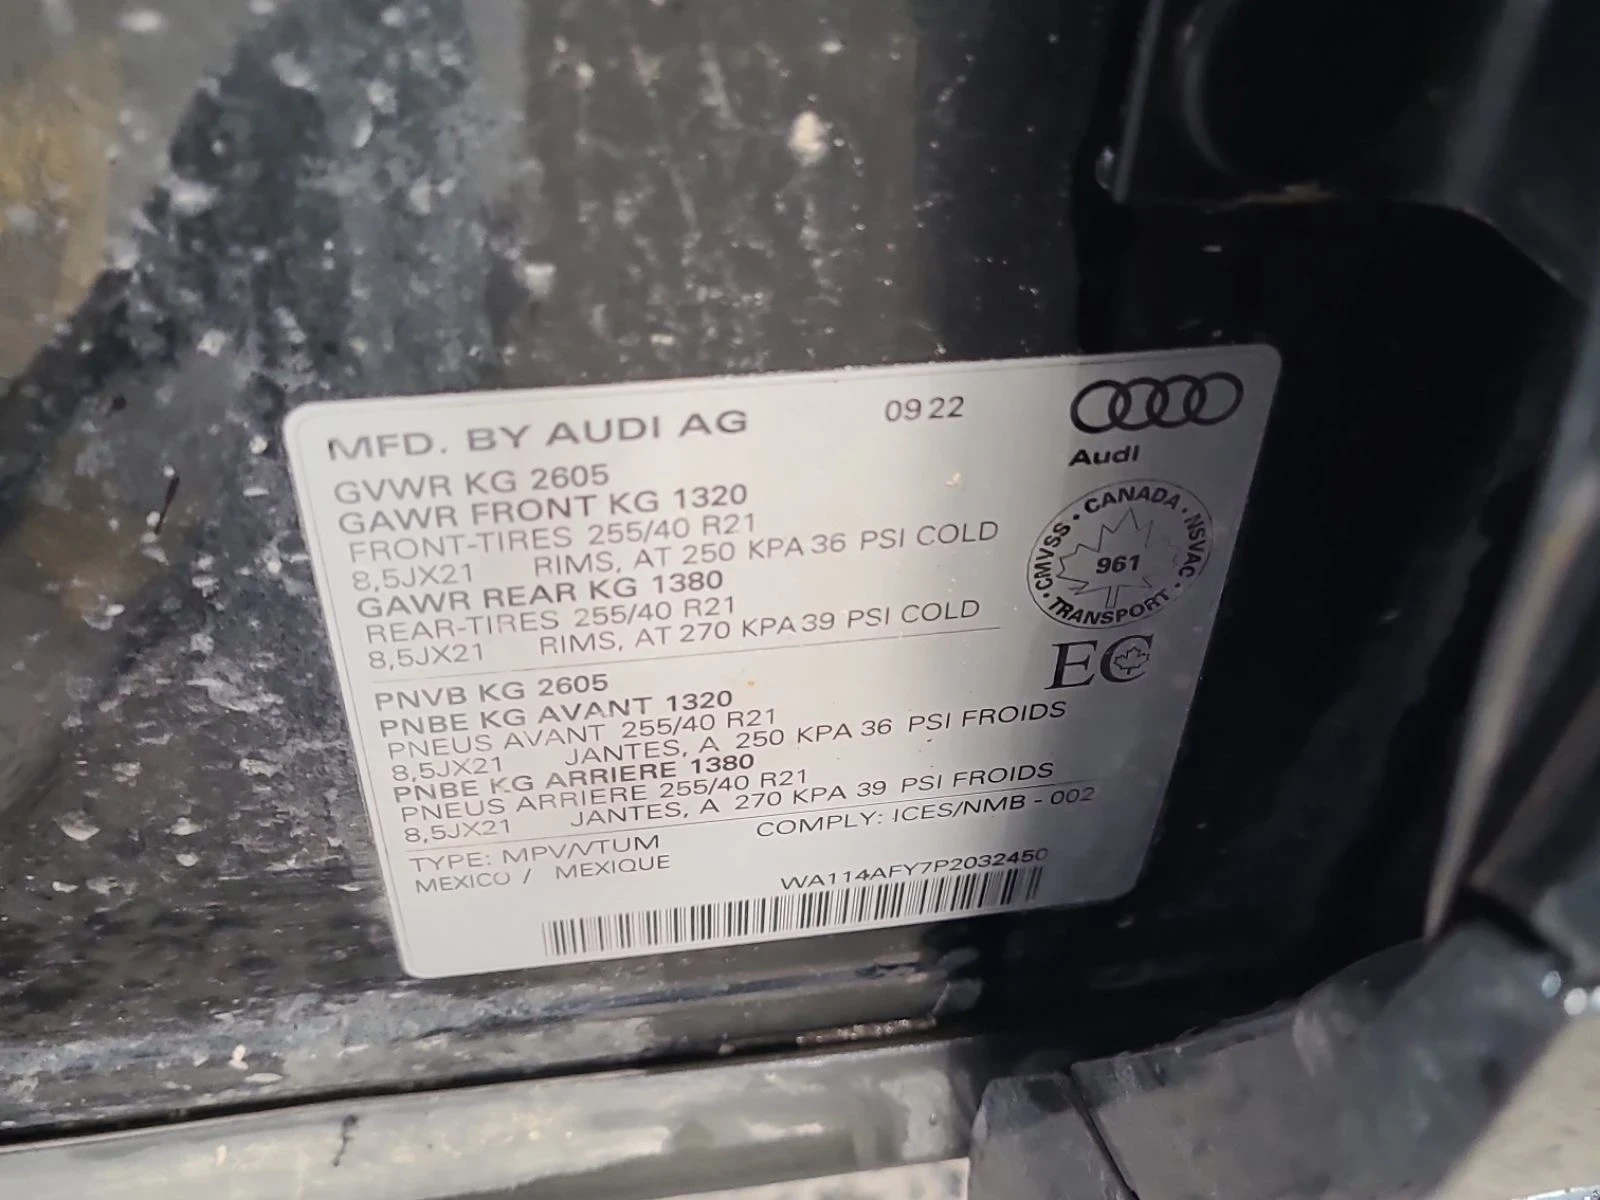 MFD. BY AUDI AG 09 22
Audi
GVWR KG 2605
GAWR FRONT KG 1320
FRONT-TIRES 255/40 R21
8,5JX21 RIMS, AT 250 KPA 36 PSI COLD
GAWR REAR KG 1380
REAR-TIRES 255/40 R21
8,5JX21 RIMS, AT 270 KPA 39 PSI COLD
CMVSS · CANADA · NSVAC · TRANSPORT ·
961
EC
PNVB KG 2605
PNBE KG AVANT 1320
PNEUS AVANT 255/40 R21
8,5JX21 JANTES, A 250 KPA 36 PSI FROIDS
PNBE KG ARRIERE 1380
PNEUS ARRIERE 255/40 R21
8,5JX21 JANTES, A 270 KPA 39 PSI FROIDS
TYPE: MPV/VTUM COMPLY: ICES/NMB - 002
MEXICO / MEXIQUE
WA114AFY7P2032450